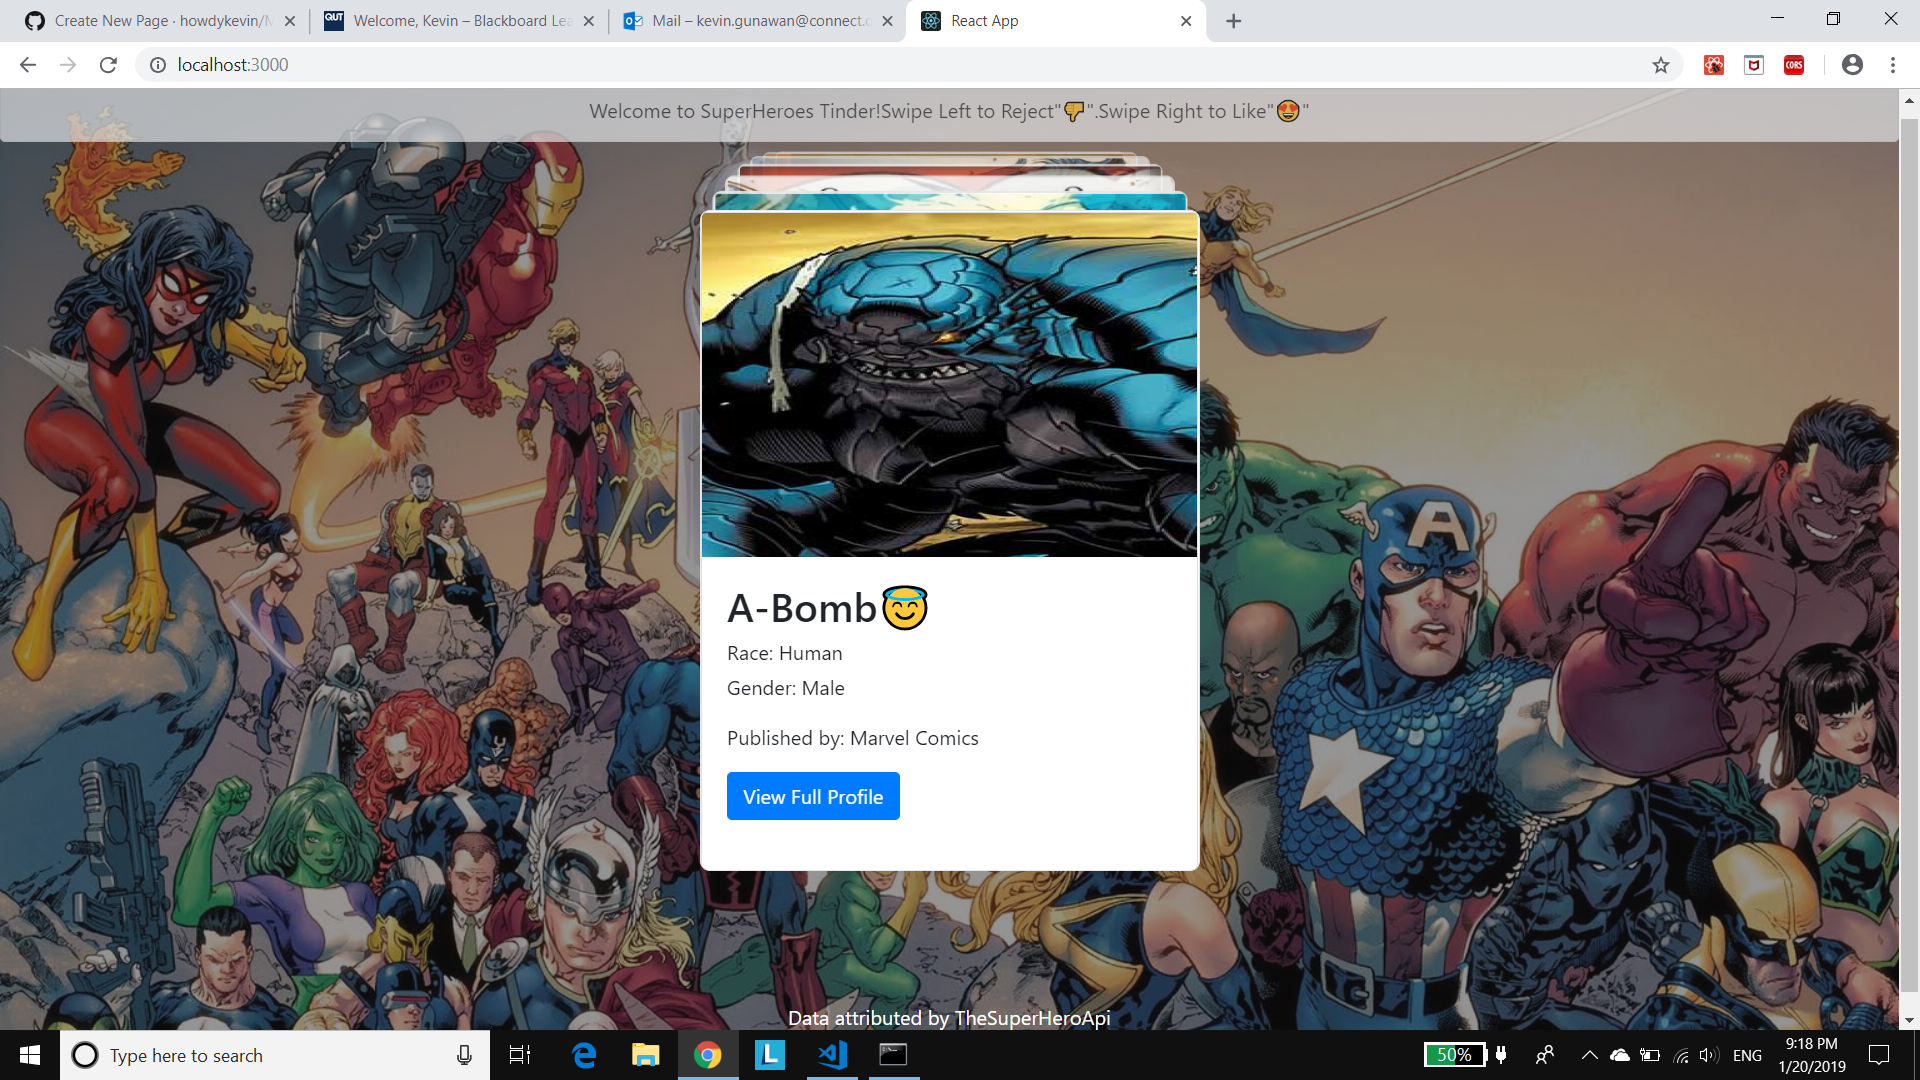 Create New Page · howdykevin/M
QUT
Welcome, Kevin – Blackboard Lea
Mail – kevin.gunawan@connect.q
React App
localhost:3000
CORS
Welcome to SuperHeroes Tinder!Swipe Left to Reject"👎".Swipe Right to Like"😍"
A
A-Bomb😇
Race: Human
Gender: Male
Published by: Marvel Comics
View Full Profile
Data attributed by TheSuperHeroApi
Type here to search
L
50%
ENG
9:18 PM
1/20/2019